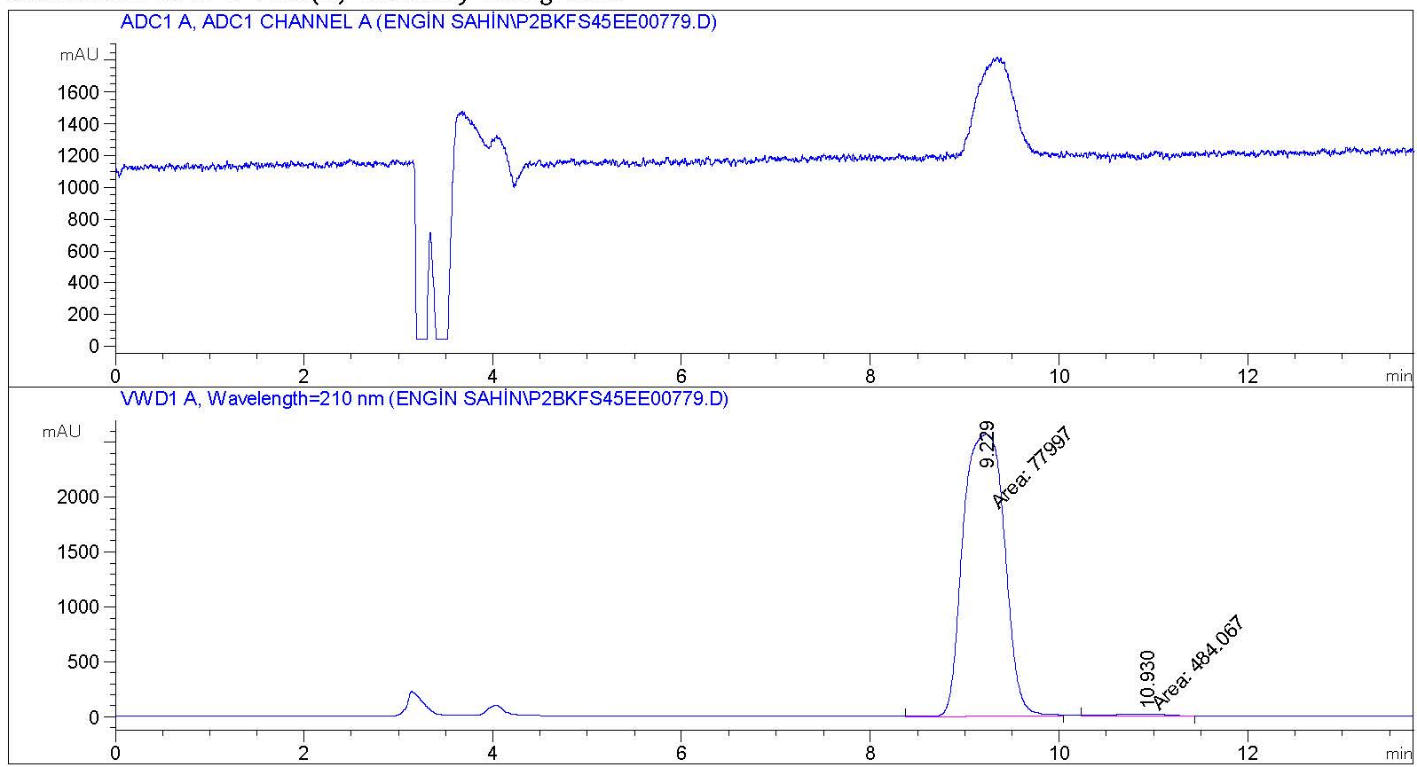 ADC1 A, ADC1 CHANNEL A (ENGİN SAHİN\P2BKFS45EE00779.D)
mAU
1600
1400
1200
1000
800
600
400
200
0
0 2 4 6 8 10 12 min
VWD1 A, Wavelength=210 nm (ENGİN SAHİN\P2BKFS45EE00779.D)
mAU
9.229
Area: 77997
2000
1500
1000
500
0
10.930
Area: 484.067
0 2 4 6 8 10 12 min